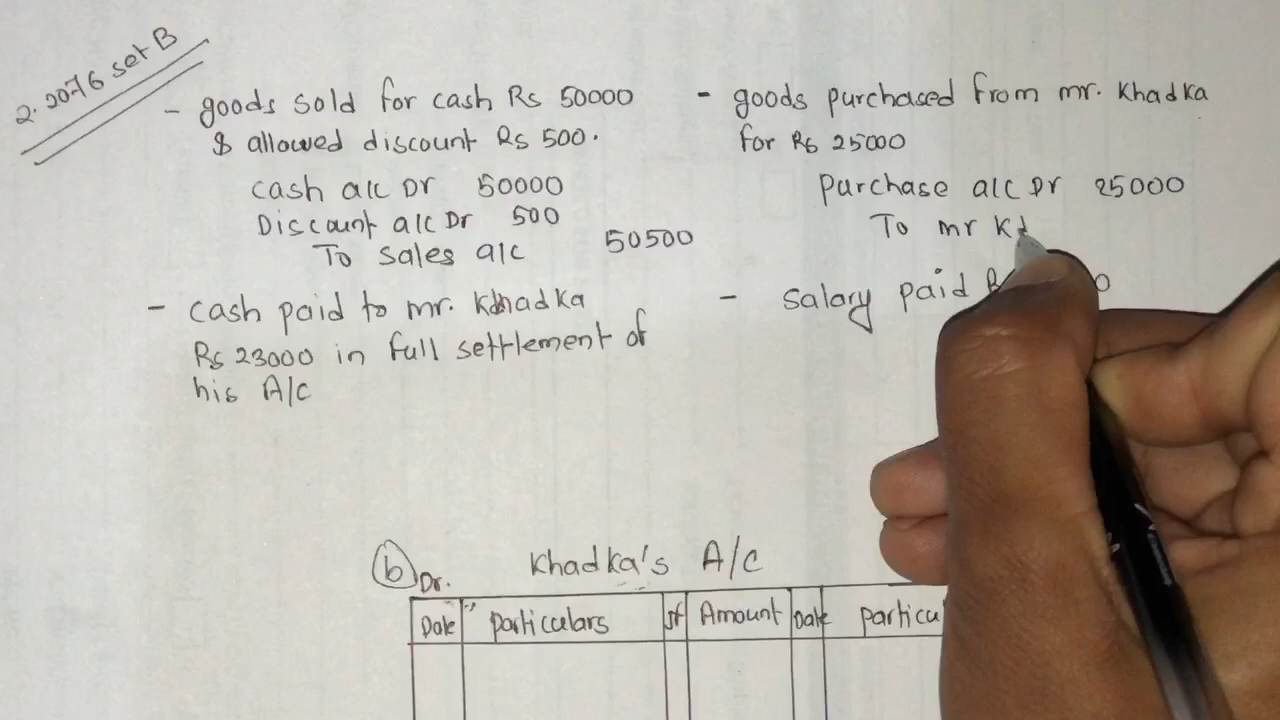 2. 2076 set B
- goods sold for cash Rs 50000
& allowed discount Rs 500.
cash a/c Dr 50000
Discount a/c Dr 500
To sales a/c 50500
- cash paid to mr. Khadka
Rs 23000 in full settlement of
his A/C
- goods purchased from mr. Khadka
for Rs 25000
Purchase a/c Dr 25000
To mr
- salary paid
b Dr. Khadka's A/C
Date particulars Jf Amount Date